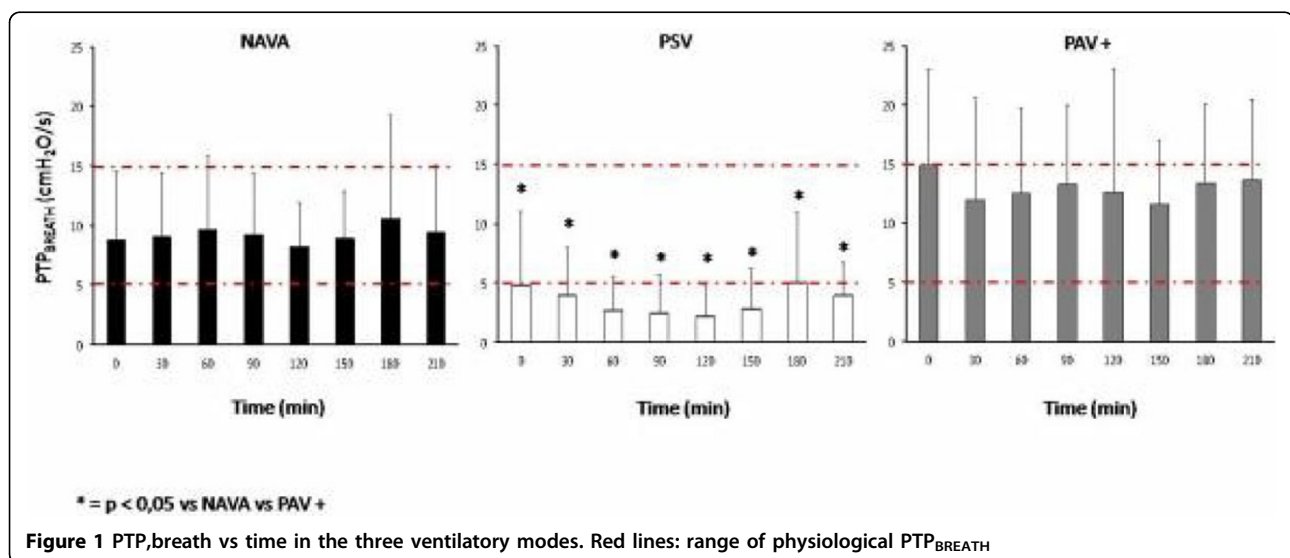 NAVA
PSV
PAV +
PTP_BREATH (cmH₂O/s)
25
20
15
10
5
0
25
20
15
10
5
0
25
20
15
10
5
0
* * * * * * * *
0 30 60 90 120 150 180 210
0 30 60 90 120 150 180 210
0 30 60 90 120 150 180 210
Time (min)
Time (min)
Time (min)
* = p < 0,05 vs NAVA vs PAV +
Figure 1 PTP,breath vs time in the three ventilatory modes. Red lines: range of physiological PTP_BREATH